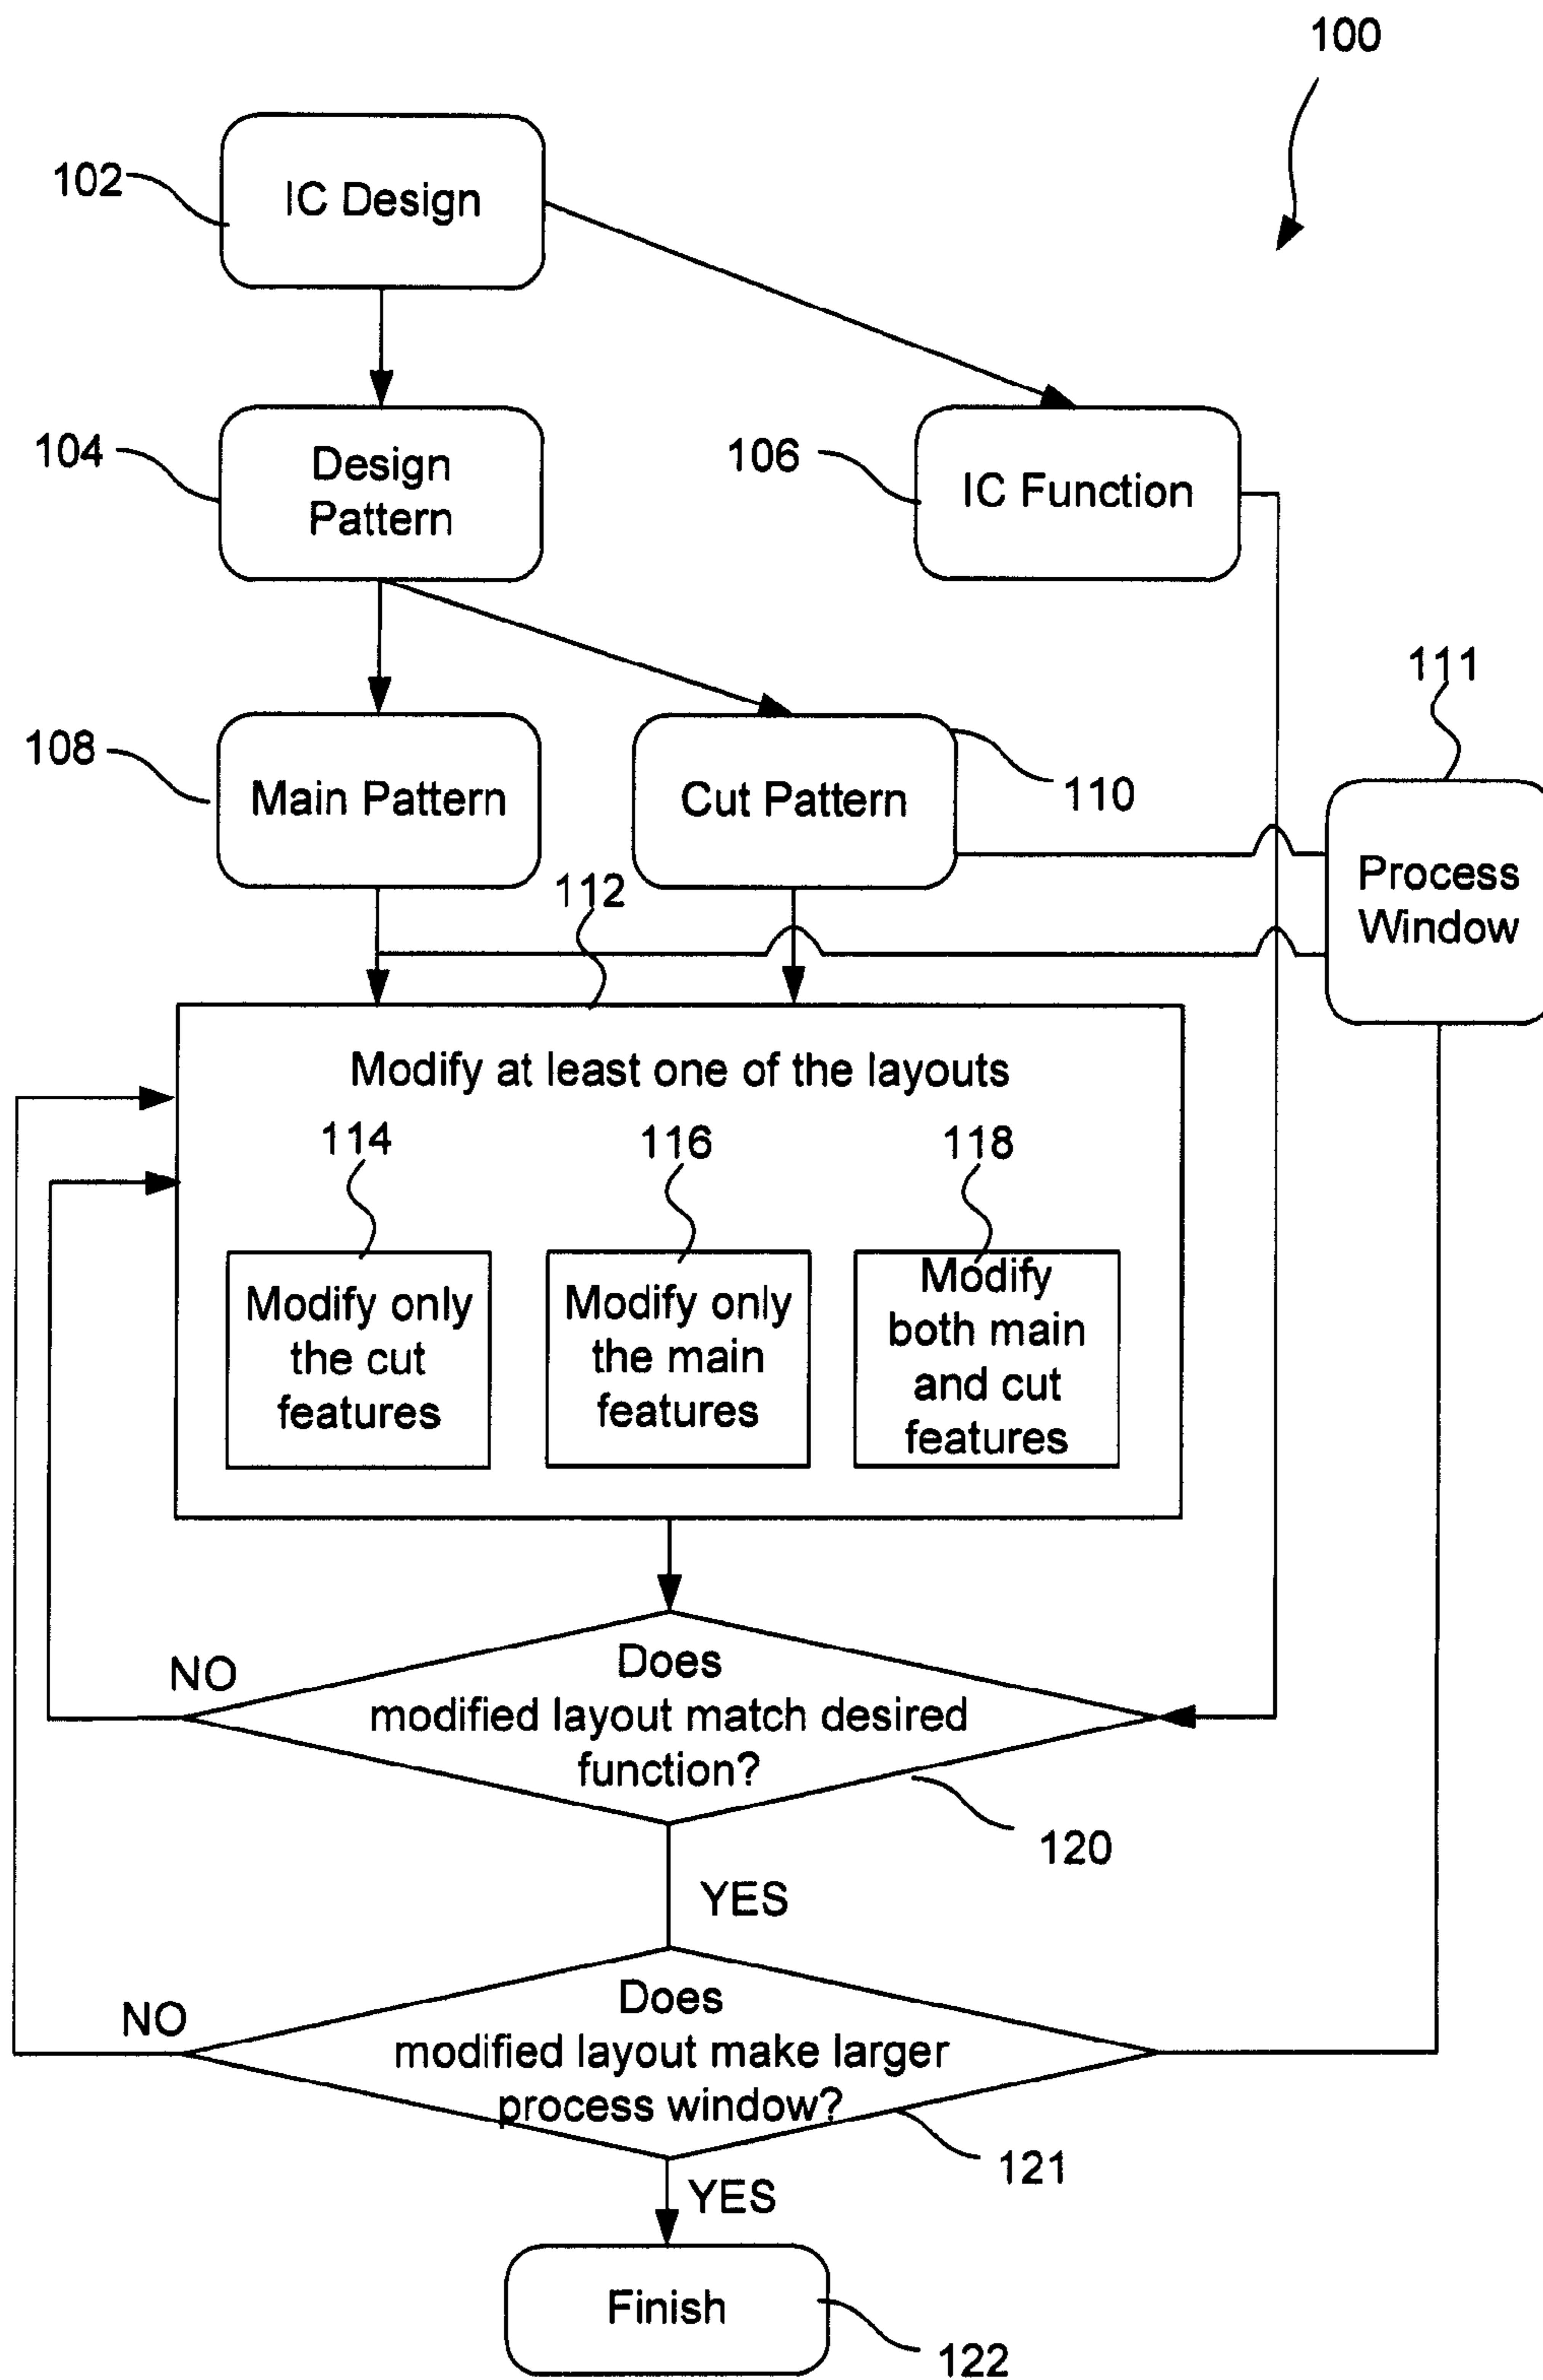 100
102
IC Design
104
Design
Pattern
106
IC Function
111
108
Main Pattern
Cut Pattern
110
Process
Window
112
Modify at least one of the layouts
114
116
118
Modify only
the cut
features
Modify only
the main
features
Modify
both main
and cut
features
NO
Does
modified layout match desired
function?
120
YES
NO
Does
modified layout make larger
process window?
121
YES
Finish
122